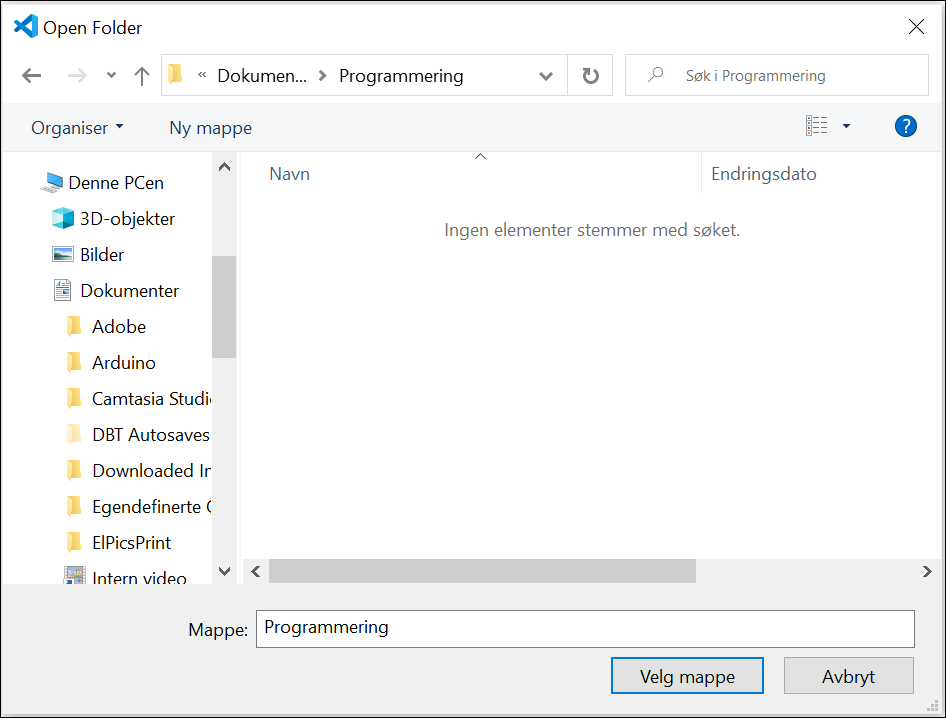 Open Folder
« Dokumen... > Programmering
Søk i Programmering
Organiser
Ny mappe
?
Navn
Endringsdato
Ingen elementer stemmer med søket.
Denne PCen
3D-objekter
Bilder
Dokumenter
Adobe
Arduino
Camtasia Studi
DBT Autosaves
Downloaded In
Egendefinerte
ElPicsPrint
Intern video
Mappe: Programmering
Velg mappe
Avbryt